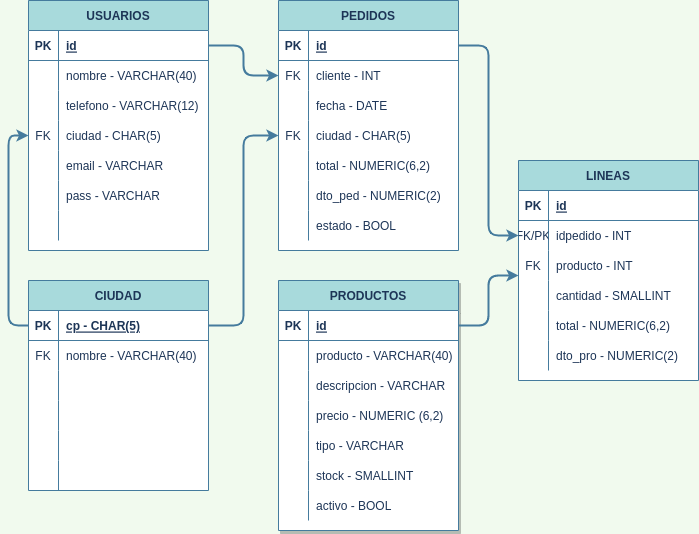 USUARIOS
PK id
nombre - VARCHAR(40)
telefono - VARCHAR(12)
FK ciudad - CHAR(5)
email - VARCHAR
pass - VARCHAR
PEDIDOS
PK id
FK cliente - INT
fecha - DATE
FK ciudad - CHAR(5)
total - NUMERIC(6,2)
dto_ped - NUMERIC(2)
estado - BOOL
LINEAS
PK id
FK/PK idpedido - INT
FK producto - INT
cantidad - SMALLINT
total - NUMERIC(6,2)
dto_pro - NUMERIC(2)
CIUDAD
PK cp - CHAR(5)
FK nombre - VARCHAR(40)
PRODUCTOS
PK id
producto - VARCHAR(40)
descripcion - VARCHAR
precio - NUMERIC (6,2)
tipo - VARCHAR
stock - SMALLINT
activo - BOOL